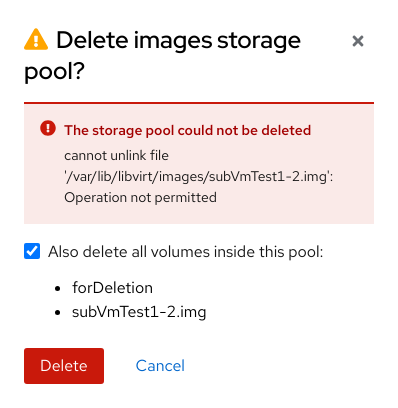 Delete images storage
pool?
The storage pool could not be deleted
cannot unlink file
'/var/lib/libvirt/images/subVmTest1-2.img':
Operation not permitted
Also delete all volumes inside this pool:
forDeletion
subVmTest1-2.img
Delete Cancel